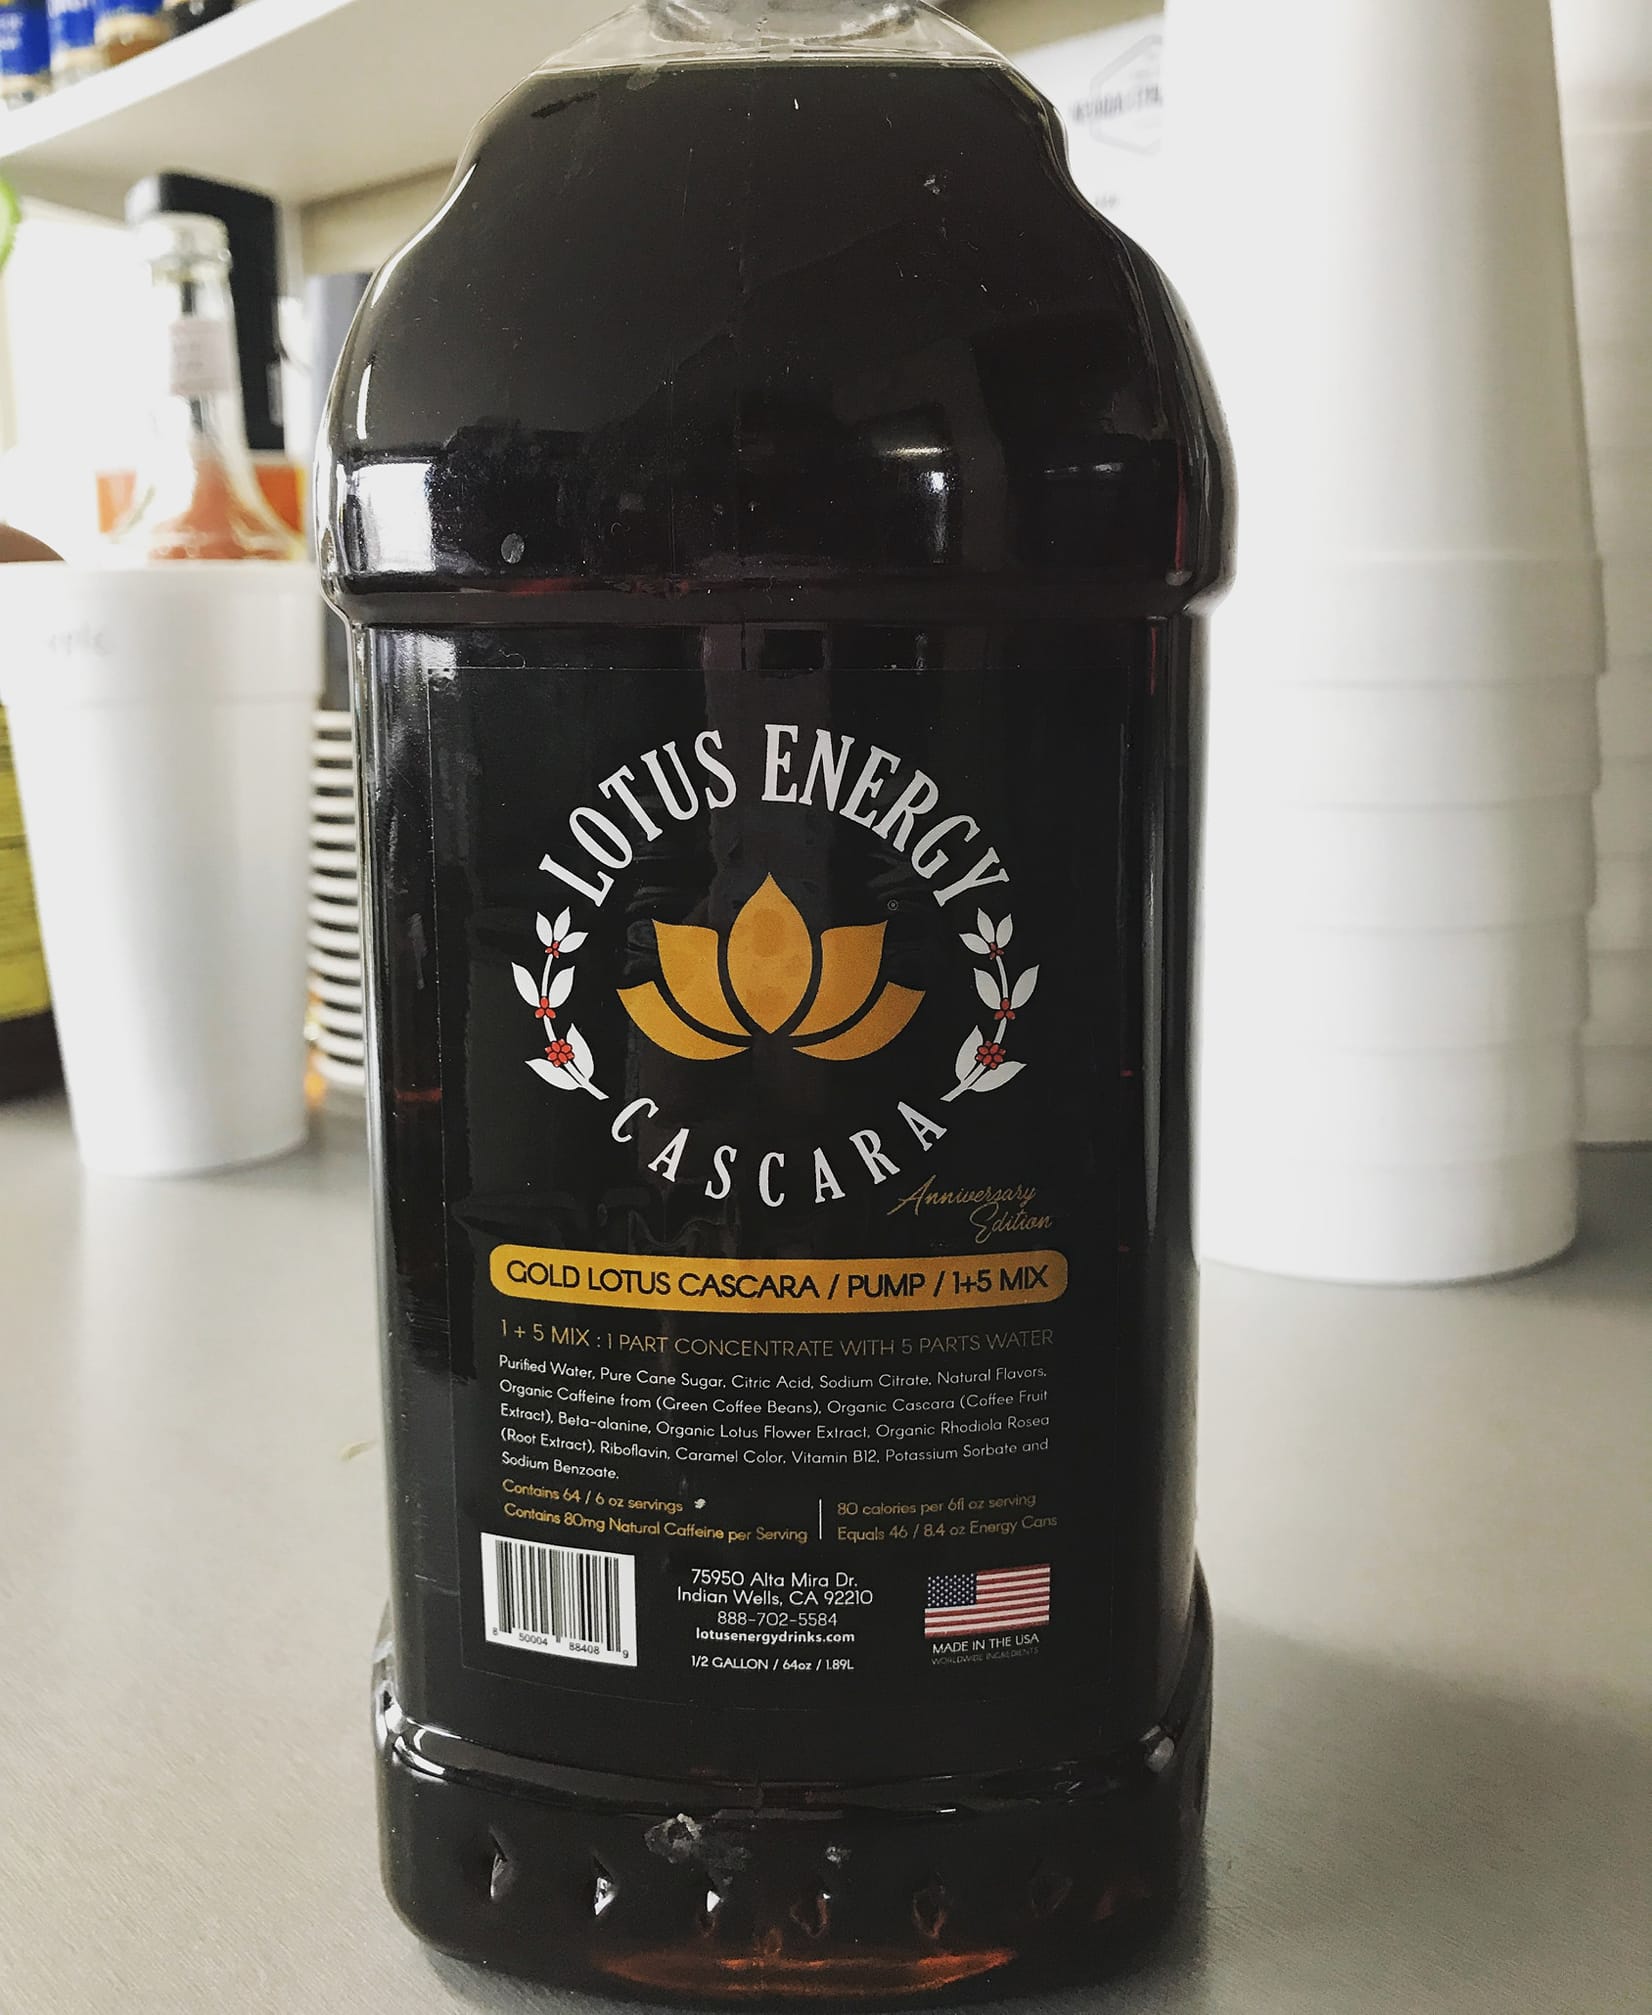 LOTUS ENERGY
®
CASCARA
Anniversary
Edition
GOLD LOTUS CASCARA / PUMP / 1+5 MIX
1 + 5 MIX : 1 PART CONCENTRATE WITH 5 PARTS WATER
Purified Water, Pure Cane Sugar, Citric Acid, Sodium Citrate, Natural Flavors,
Organic Caffeine from (Green Coffee Beans), Organic Cascara (Coffee Fruit
Extract), Beta-alanine, Organic Lotus Flower Extract, Organic Rhodiola Rosea
(Root Extract), Riboflavin, Caramel Color, Vitamin B12, Potassium Sorbate and
Sodium Benzoate.
Contains 64 / 6 oz servings
Contains 80mg Natural Caffeine per Serving
80 calories per 6fl oz serving
Equals 46 / 8.4 oz Energy Cans
8 50004 88408 9
75950 Alta Mira Dr.
Indian Wells, CA 92210
888-702-5584
lotusenergydrinks.com
1/2 GALLON / 64oz / 1.89L
MADE IN THE USA
WORLDWIDE INGREDIENTS